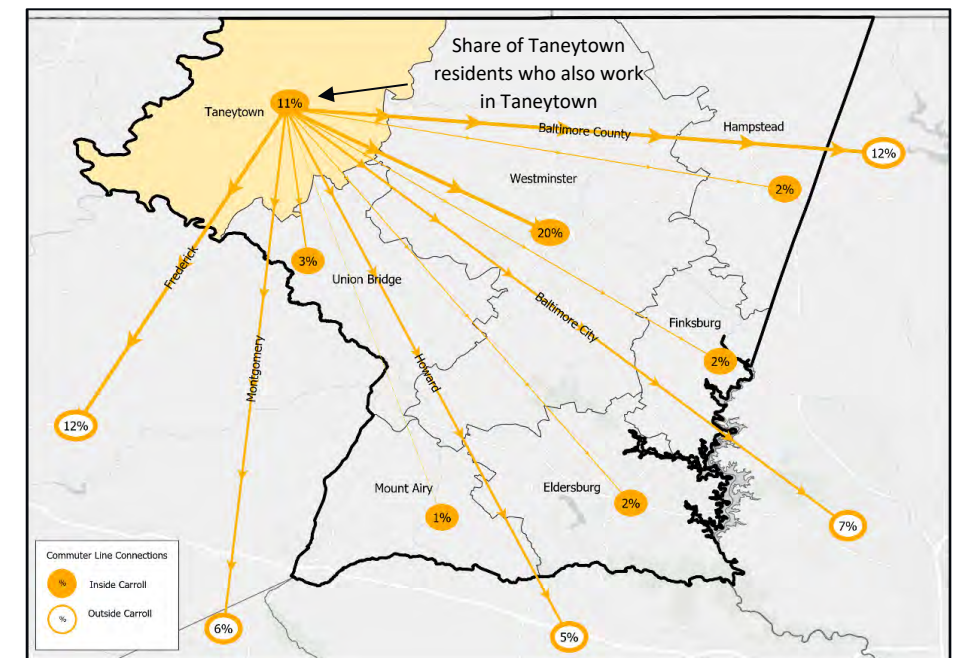 Share of Taneytown
residents who also work
in Taneytown
11%
Taneytown
Baltimore County
Hampstead
12%
2%
Westminster
20%
3%
Union Bridge
Frederick
Baltimore City
Finksburg
2%
Montgomery
Howard
12%
Mount Airy
Eldersburg
1%
2%
7%
6%
5%
Commuter Line Connections
% Inside Carroll
% Outside Carroll